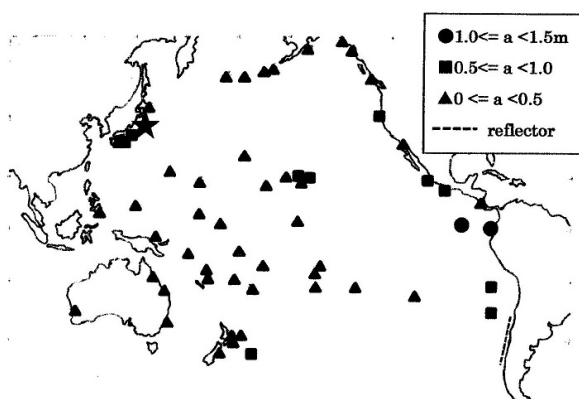 1.0<= a <1.5m
0.5<= a <1.0
0 <= a <0.5
reflector